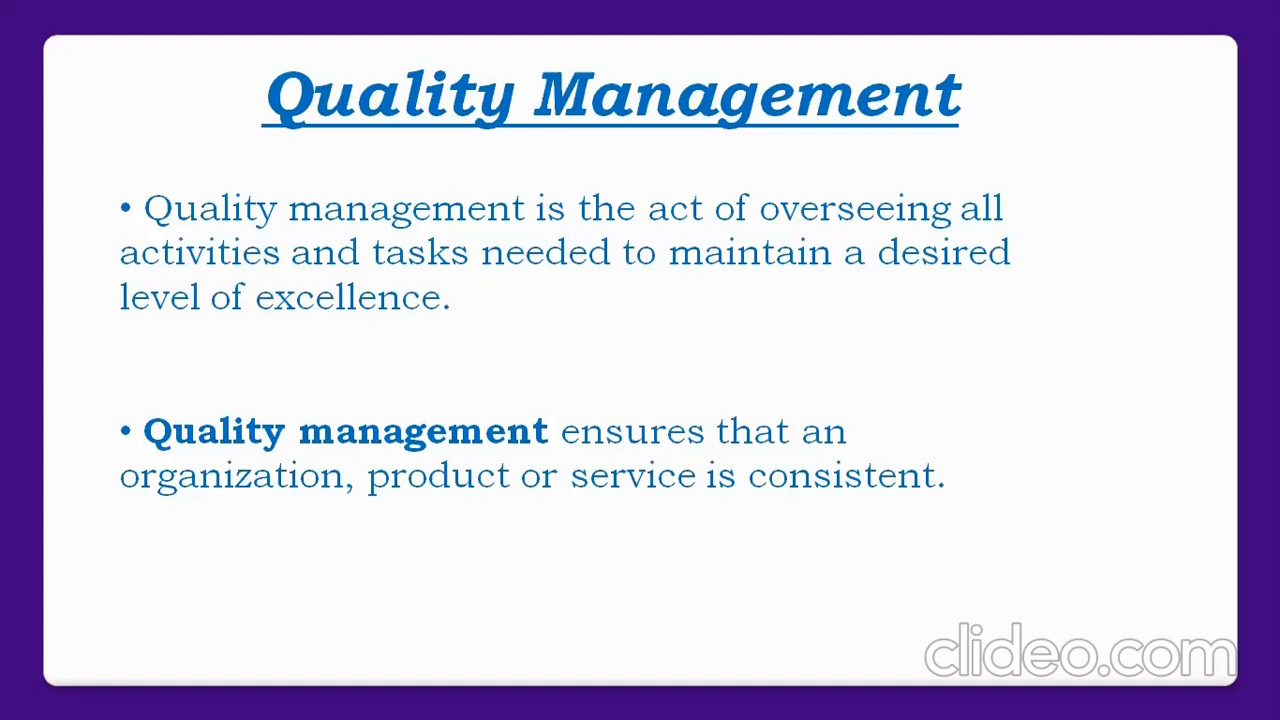 Quality Management
• Quality management is the act of overseeing all
activities and tasks needed to maintain a desired
level of excellence.
• Quality management ensures that an
organization, product or service is consistent.
clideo.com